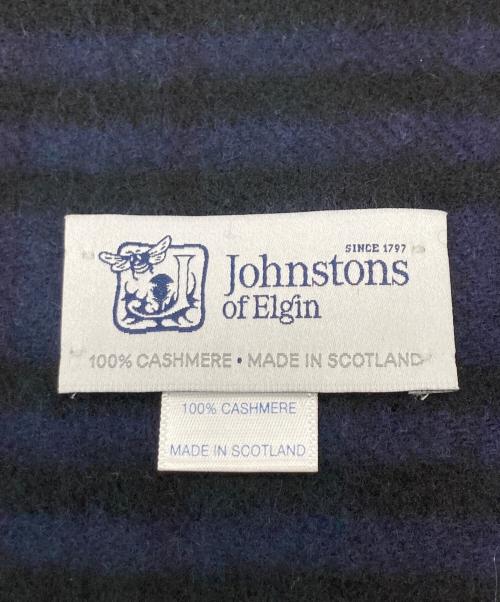 SINCE 1797
Johnstons
of Elgin
100% CASHMERE • MADE IN SCOTLAND
100% CASHMERE
MADE IN SCOTLAND